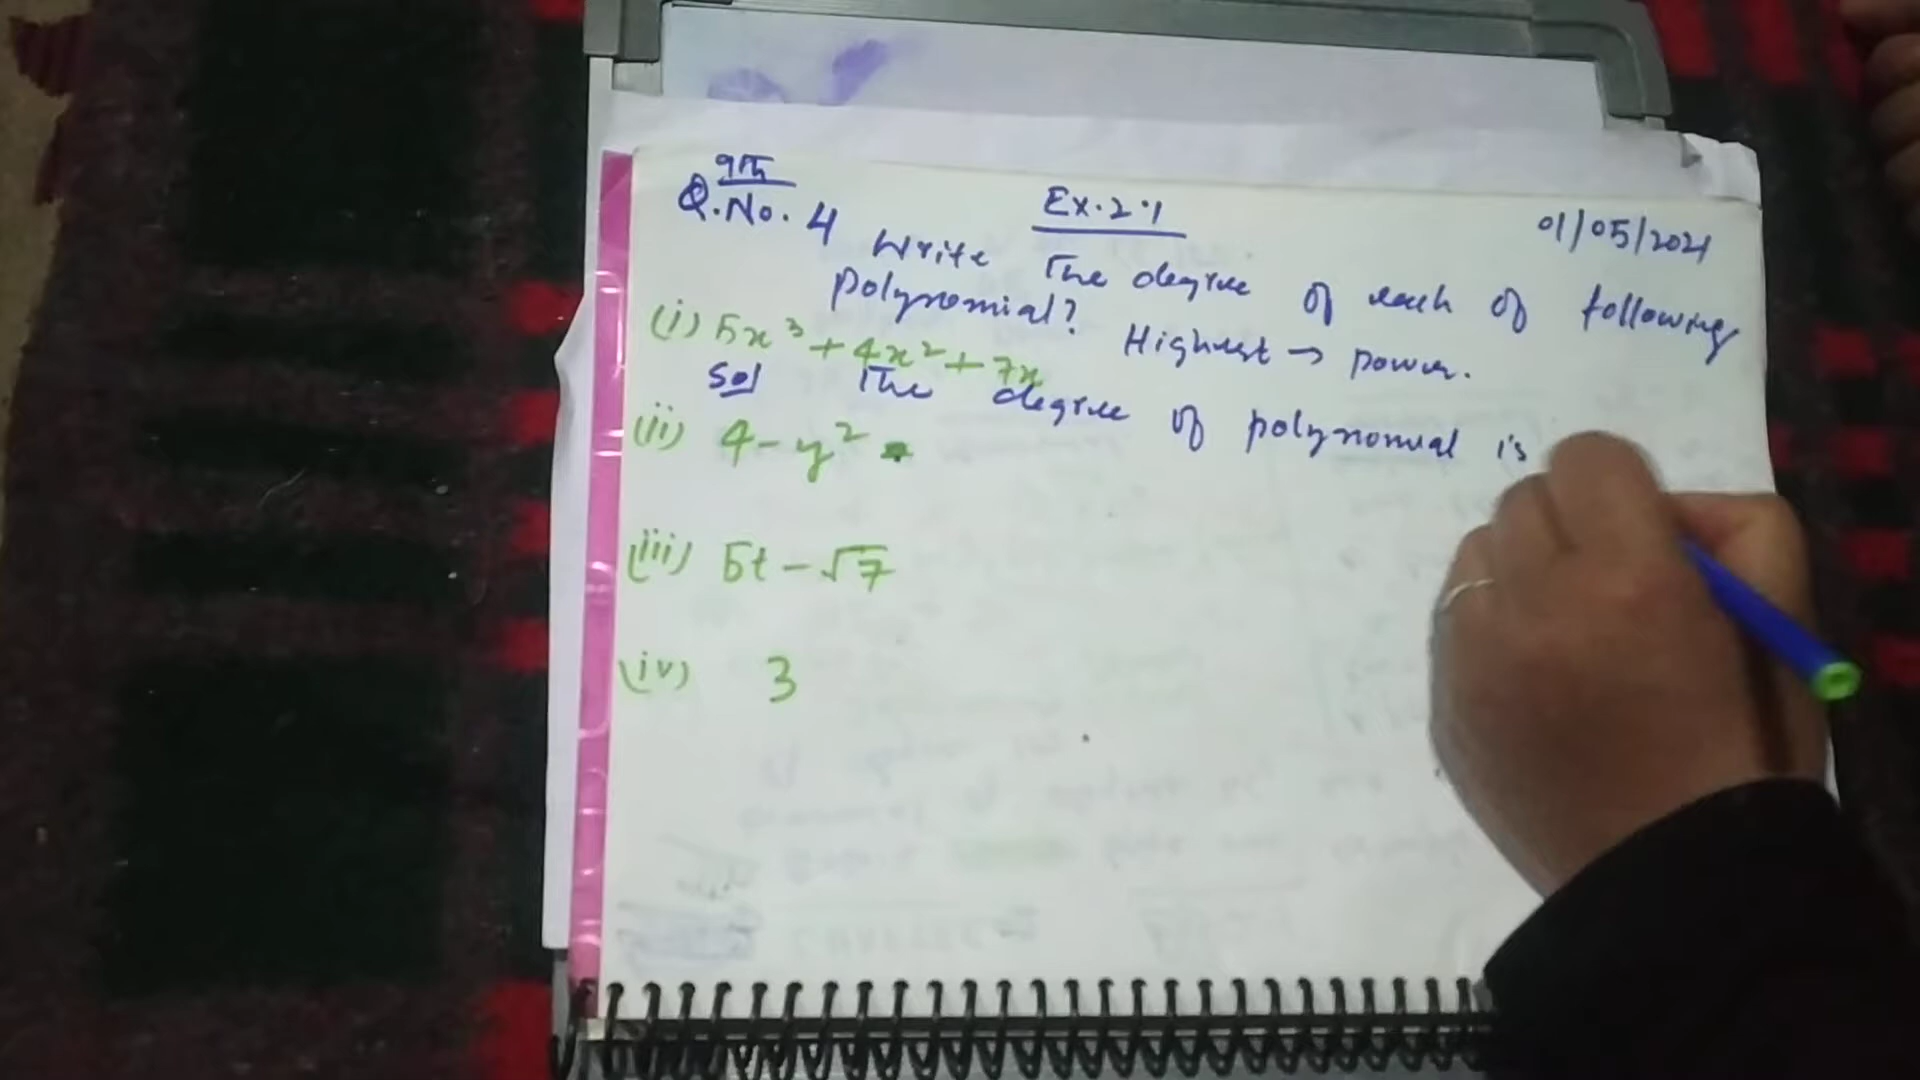 9th
Q.No. 4 Ex. 2.1 01/05/2021
Write The degree of each of following
polynomial? Highest → power.
(i) 5x³ + 4x² + 7x
Sol The degree of polynomial is
(ii) 4 - y²
(iii) 5t - √7
(iv) 3